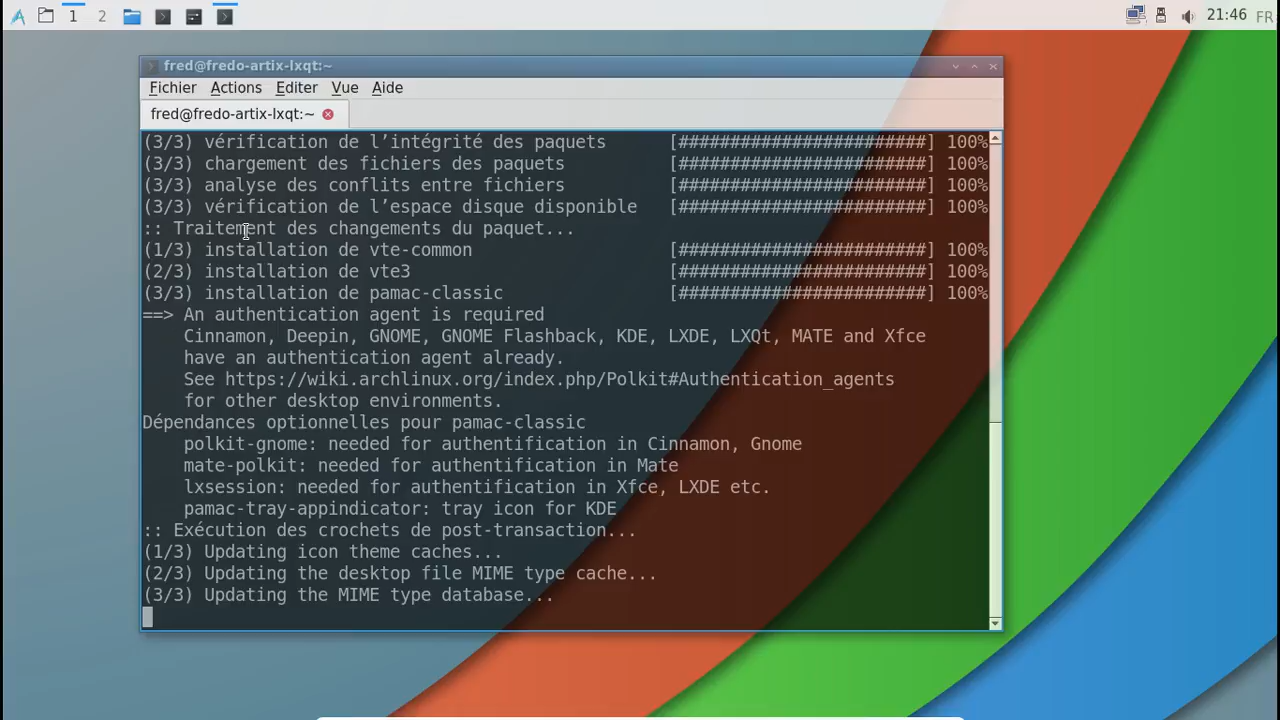 1 2 21:46 FR
fred@fredo-artix-lxqt:~
Fichier Actions Editer Vue Aide
fred@fredo-artix-lxqt:~
(3/3) vérification de l’intégrité des paquets [########################] 100%
(3/3) chargement des fichiers des paquets [########################] 100%
(3/3) analyse des conflits entre fichiers [########################] 100%
(3/3) vérification de l’espace disque disponible [########################] 100%
:: Traitement des changements du paquet...
(1/3) installation de vte-common [########################] 100%
(2/3) installation de vte3 [########################] 100%
(3/3) installation de pamac-classic [########################] 100%
==> An authentication agent is required
Cinnamon, Deepin, GNOME, GNOME Flashback, KDE, LXDE, LXQt, MATE and Xfce
have an authentication agent already.
See https://wiki.archlinux.org/index.php/Polkit#Authentication_agents
for other desktop environments.
Dépendances optionnelles pour pamac-classic
polkit-gnome: needed for authentification in Cinnamon, Gnome
mate-polkit: needed for authentification in Mate
lxsession: needed for authentification in Xfce, LXDE etc.
pamac-tray-appindicator: tray icon for KDE
:: Exécution des crochets de post-transaction...
(1/3) Updating icon theme caches...
(2/3) Updating the desktop file MIME type cache...
(3/3) Updating the MIME type database...